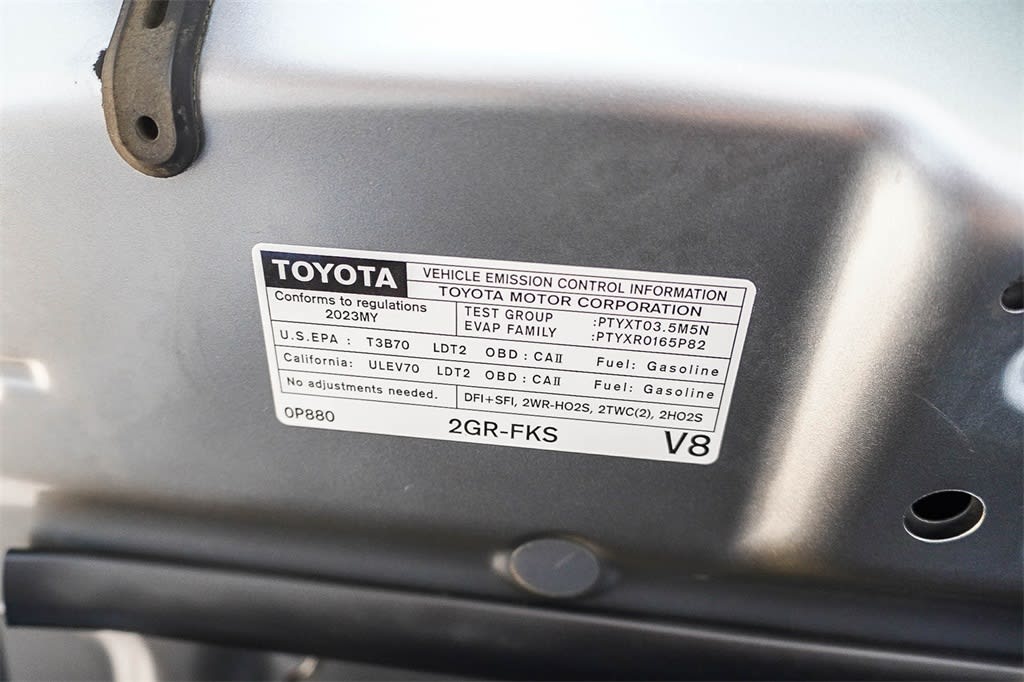 TOYOTA VEHICLE EMISSION CONTROL INFORMATION
TOYOTA MOTOR CORPORATION
Conforms to regulations
2023MY
TEST GROUP :PTYXT03.5M5N
EVAP FAMILY :PTYXR0165P82
U.S.EPA : T3B70 LDT2 OBD : CAII Fuel: Gasoline
California: ULEV70 LDT2 OBD : CAII Fuel: Gasoline
No adjustments needed. DFI+SFI, 2WR-HO2S, 2TWC(2), 2HO2S
0P880 2GR-FKS V8